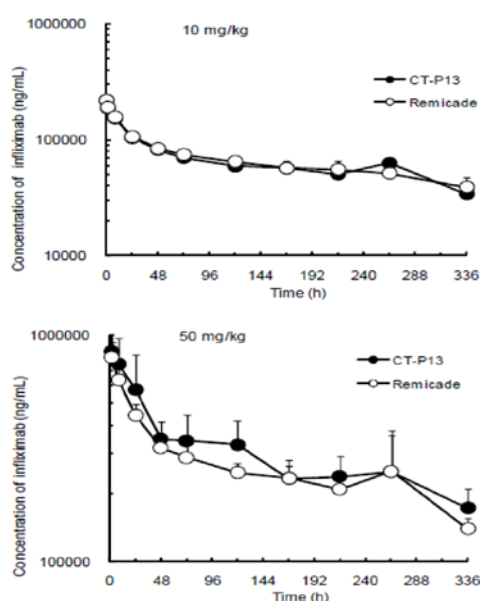 1000000
10 mg/kg
CT-P13
Remicade
100000
10000
Concentration of infliximab (ng/mL)
0 48 96 144 192 240 288 336
Time (h)
1000000
50 mg/kg
CT-P13
Remicade
100000
Concentration of infliximab (ng/mL)
0 48 96 144 192 240 288 336
Time (h)